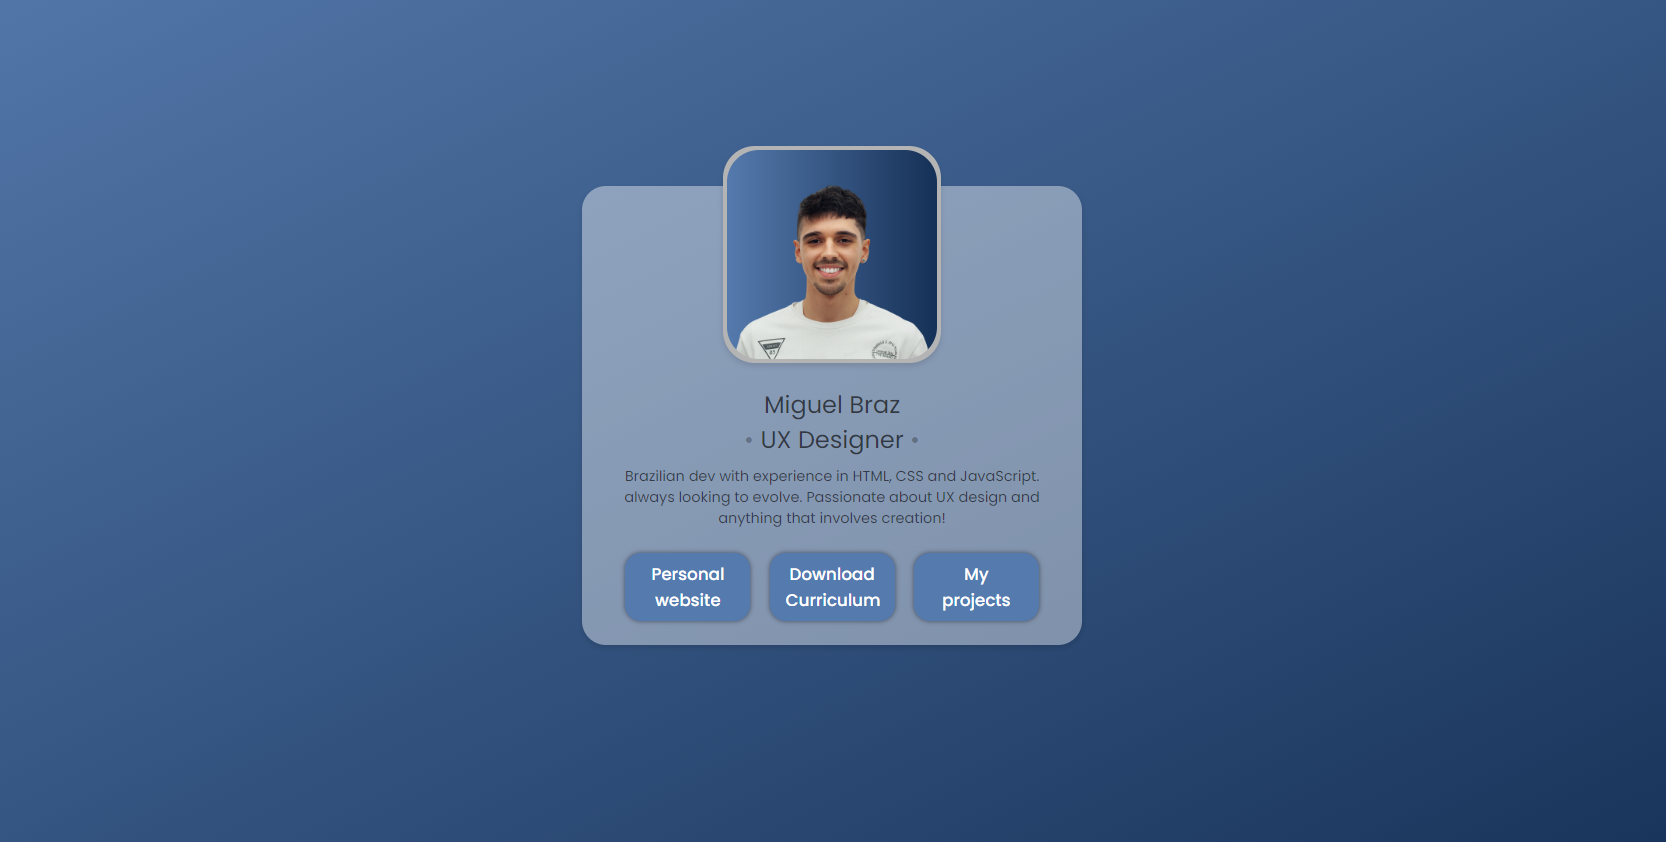 Miguel Braz
• UX Designer •
Brazilian dev with experience in HTML, CSS and JavaScript.
always looking to evolve. Passionate about UX design and
anything that involves creation!
Personal
website
Download
Curriculum
My
projects